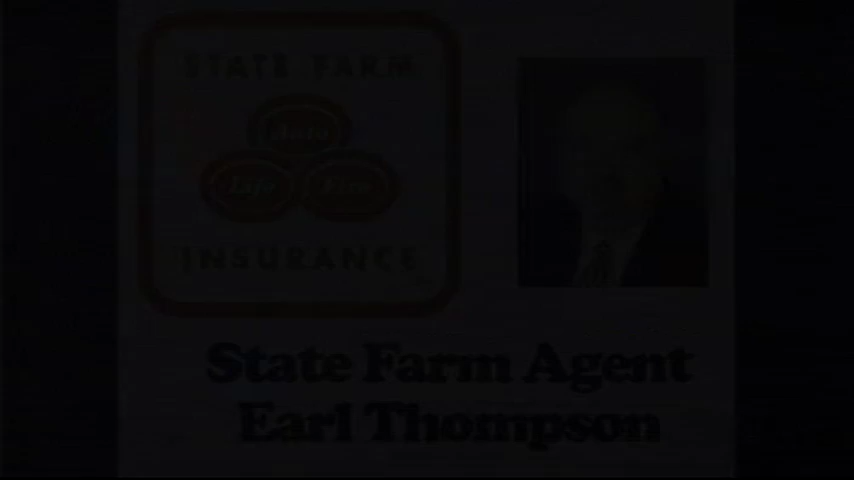 STATE FARM
Auto
Life Fire
INSURANCE
State Farm Agent
Earl Thompson